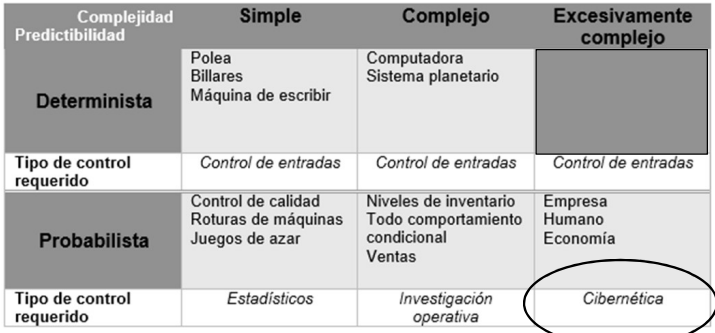 Complejidad
Predictibilidad
Simple
Complejo
Excesivamente
complejo
Determinista
Polea
Billares
Máquina de escribir
Computadora
Sistema planetario
Tipo de control
requerido
Control de entradas
Control de entradas
Control de entradas
Probabilista
Control de calidad
Roturas de máquinas
Juegos de azar
Niveles de inventario
Todo comportamiento
condicional
Ventas
Empresa
Humano
Economía
Tipo de control
requerido
Estadísticos
Investigación
operativa
Cibernética